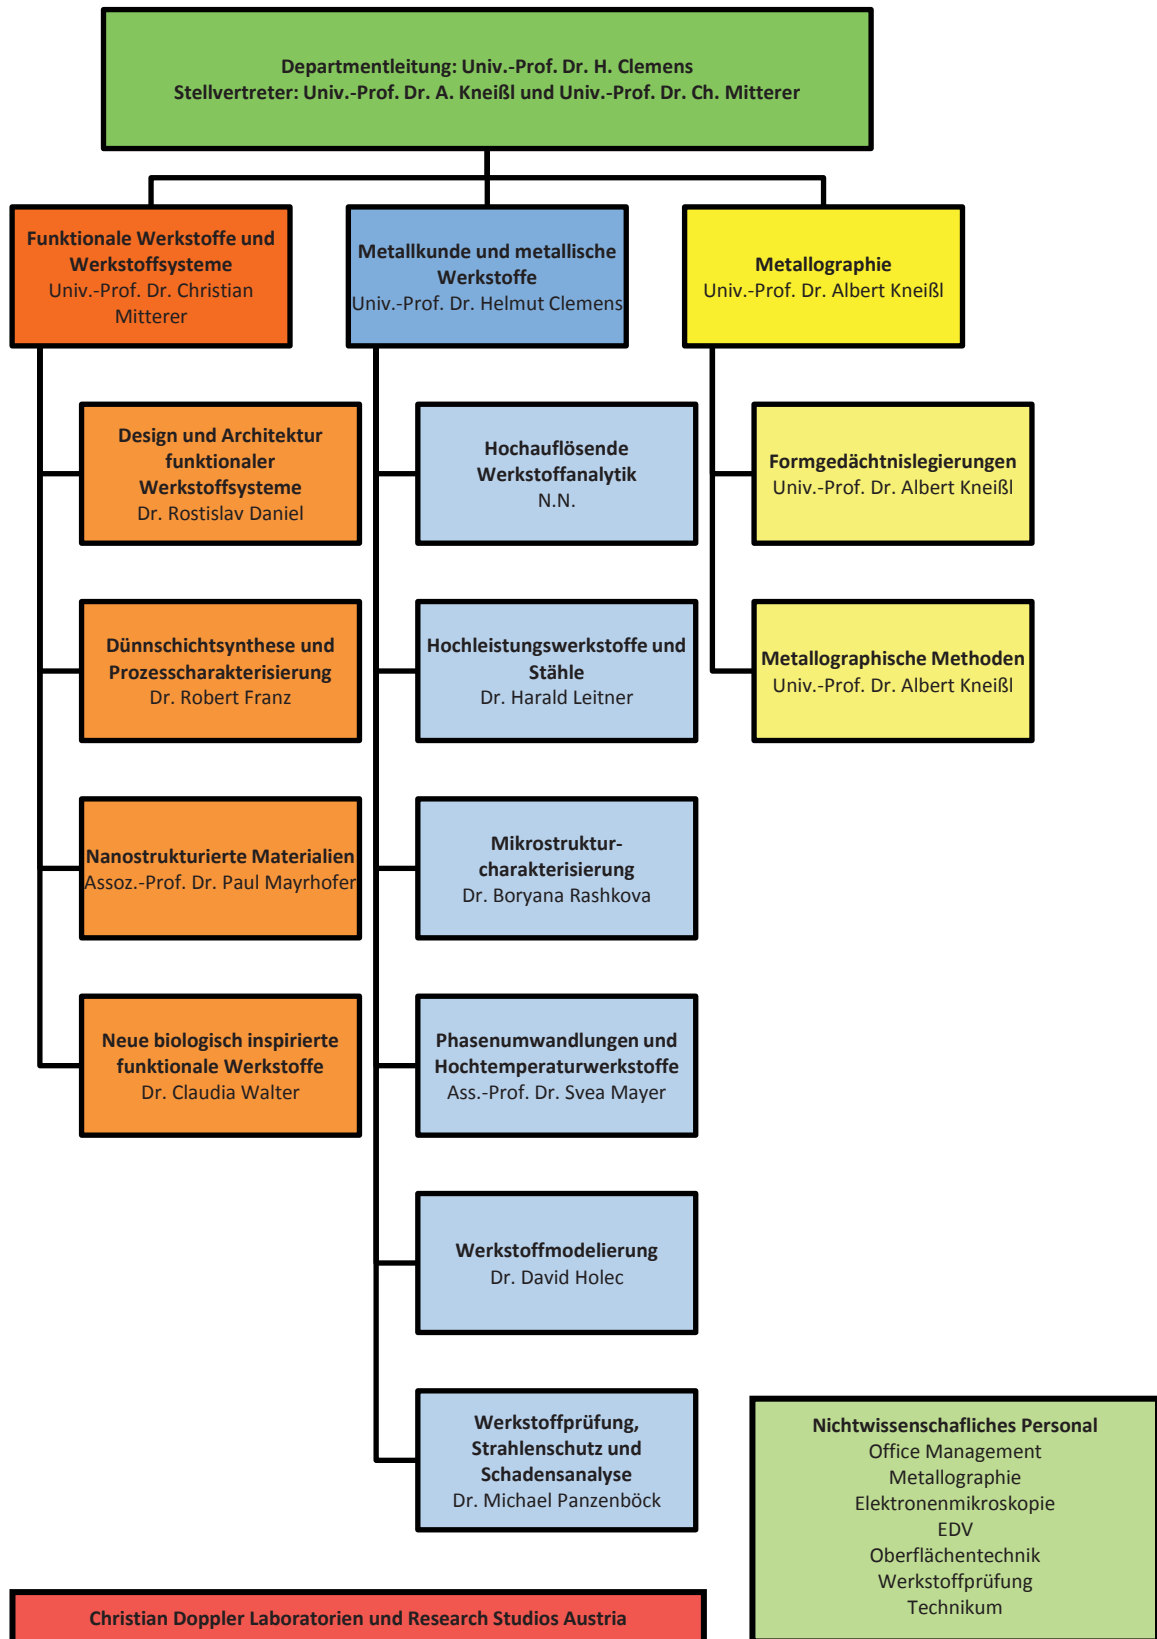 Departmentleitung: Univ.-Prof. Dr. H. Clemens
Stellvertreter: Univ.-Prof. Dr. A. Kneißl und Univ.-Prof. Dr. Ch. Mitterer
Funktionale Werkstoffe und
Werkstoffsysteme
Univ.-Prof. Dr. Christian
Mitterer
Design und Architektur
funktionaler
Werkstoffsysteme
Dr. Rostislav Daniel
Dünnschichtsynthese und
Prozesscharakterisierung
Dr. Robert Franz
Nanostrukturierte Materialien
Assoz.-Prof. Dr. Paul Mayrhofer
Neue biologisch inspirierte
funktionale Werkstoffe
Dr. Claudia Walter
Metallkunde und metallische
Werkstoffe
Univ.-Prof. Dr. Helmut Clemens
Hochauflösende
Werkstoffanalytik
N.N.
Hochleistungswerkstoffe und
Stähle
Dr. Harald Leitner
Mikrostruktur-
charakterisierung
Dr. Boryana Rashkova
Phasenumwandlungen und
Hochtemperaturwerkstoffe
Ass.-Prof. Dr. Svea Mayer
Werkstoffmodelierung
Dr. David Holec
Werkstoffprüfung,
Strahlenschutz und
Schadensanalyse
Dr. Michael Panzenböck
Metallographie
Univ.-Prof. Dr. Albert Kneißl
Formgedächtnislegierungen
Univ.-Prof. Dr. Albert Kneißl
Metallographische Methoden
Univ.-Prof. Dr. Albert Kneißl
Nichtwissenschafliches Personal
Office Management
Metallographie
Elektronenmikroskopie
EDV
Oberflächentechnik
Werkstoffprüfung
Technikum
Christian Doppler Laboratorien und Research Studios Austria